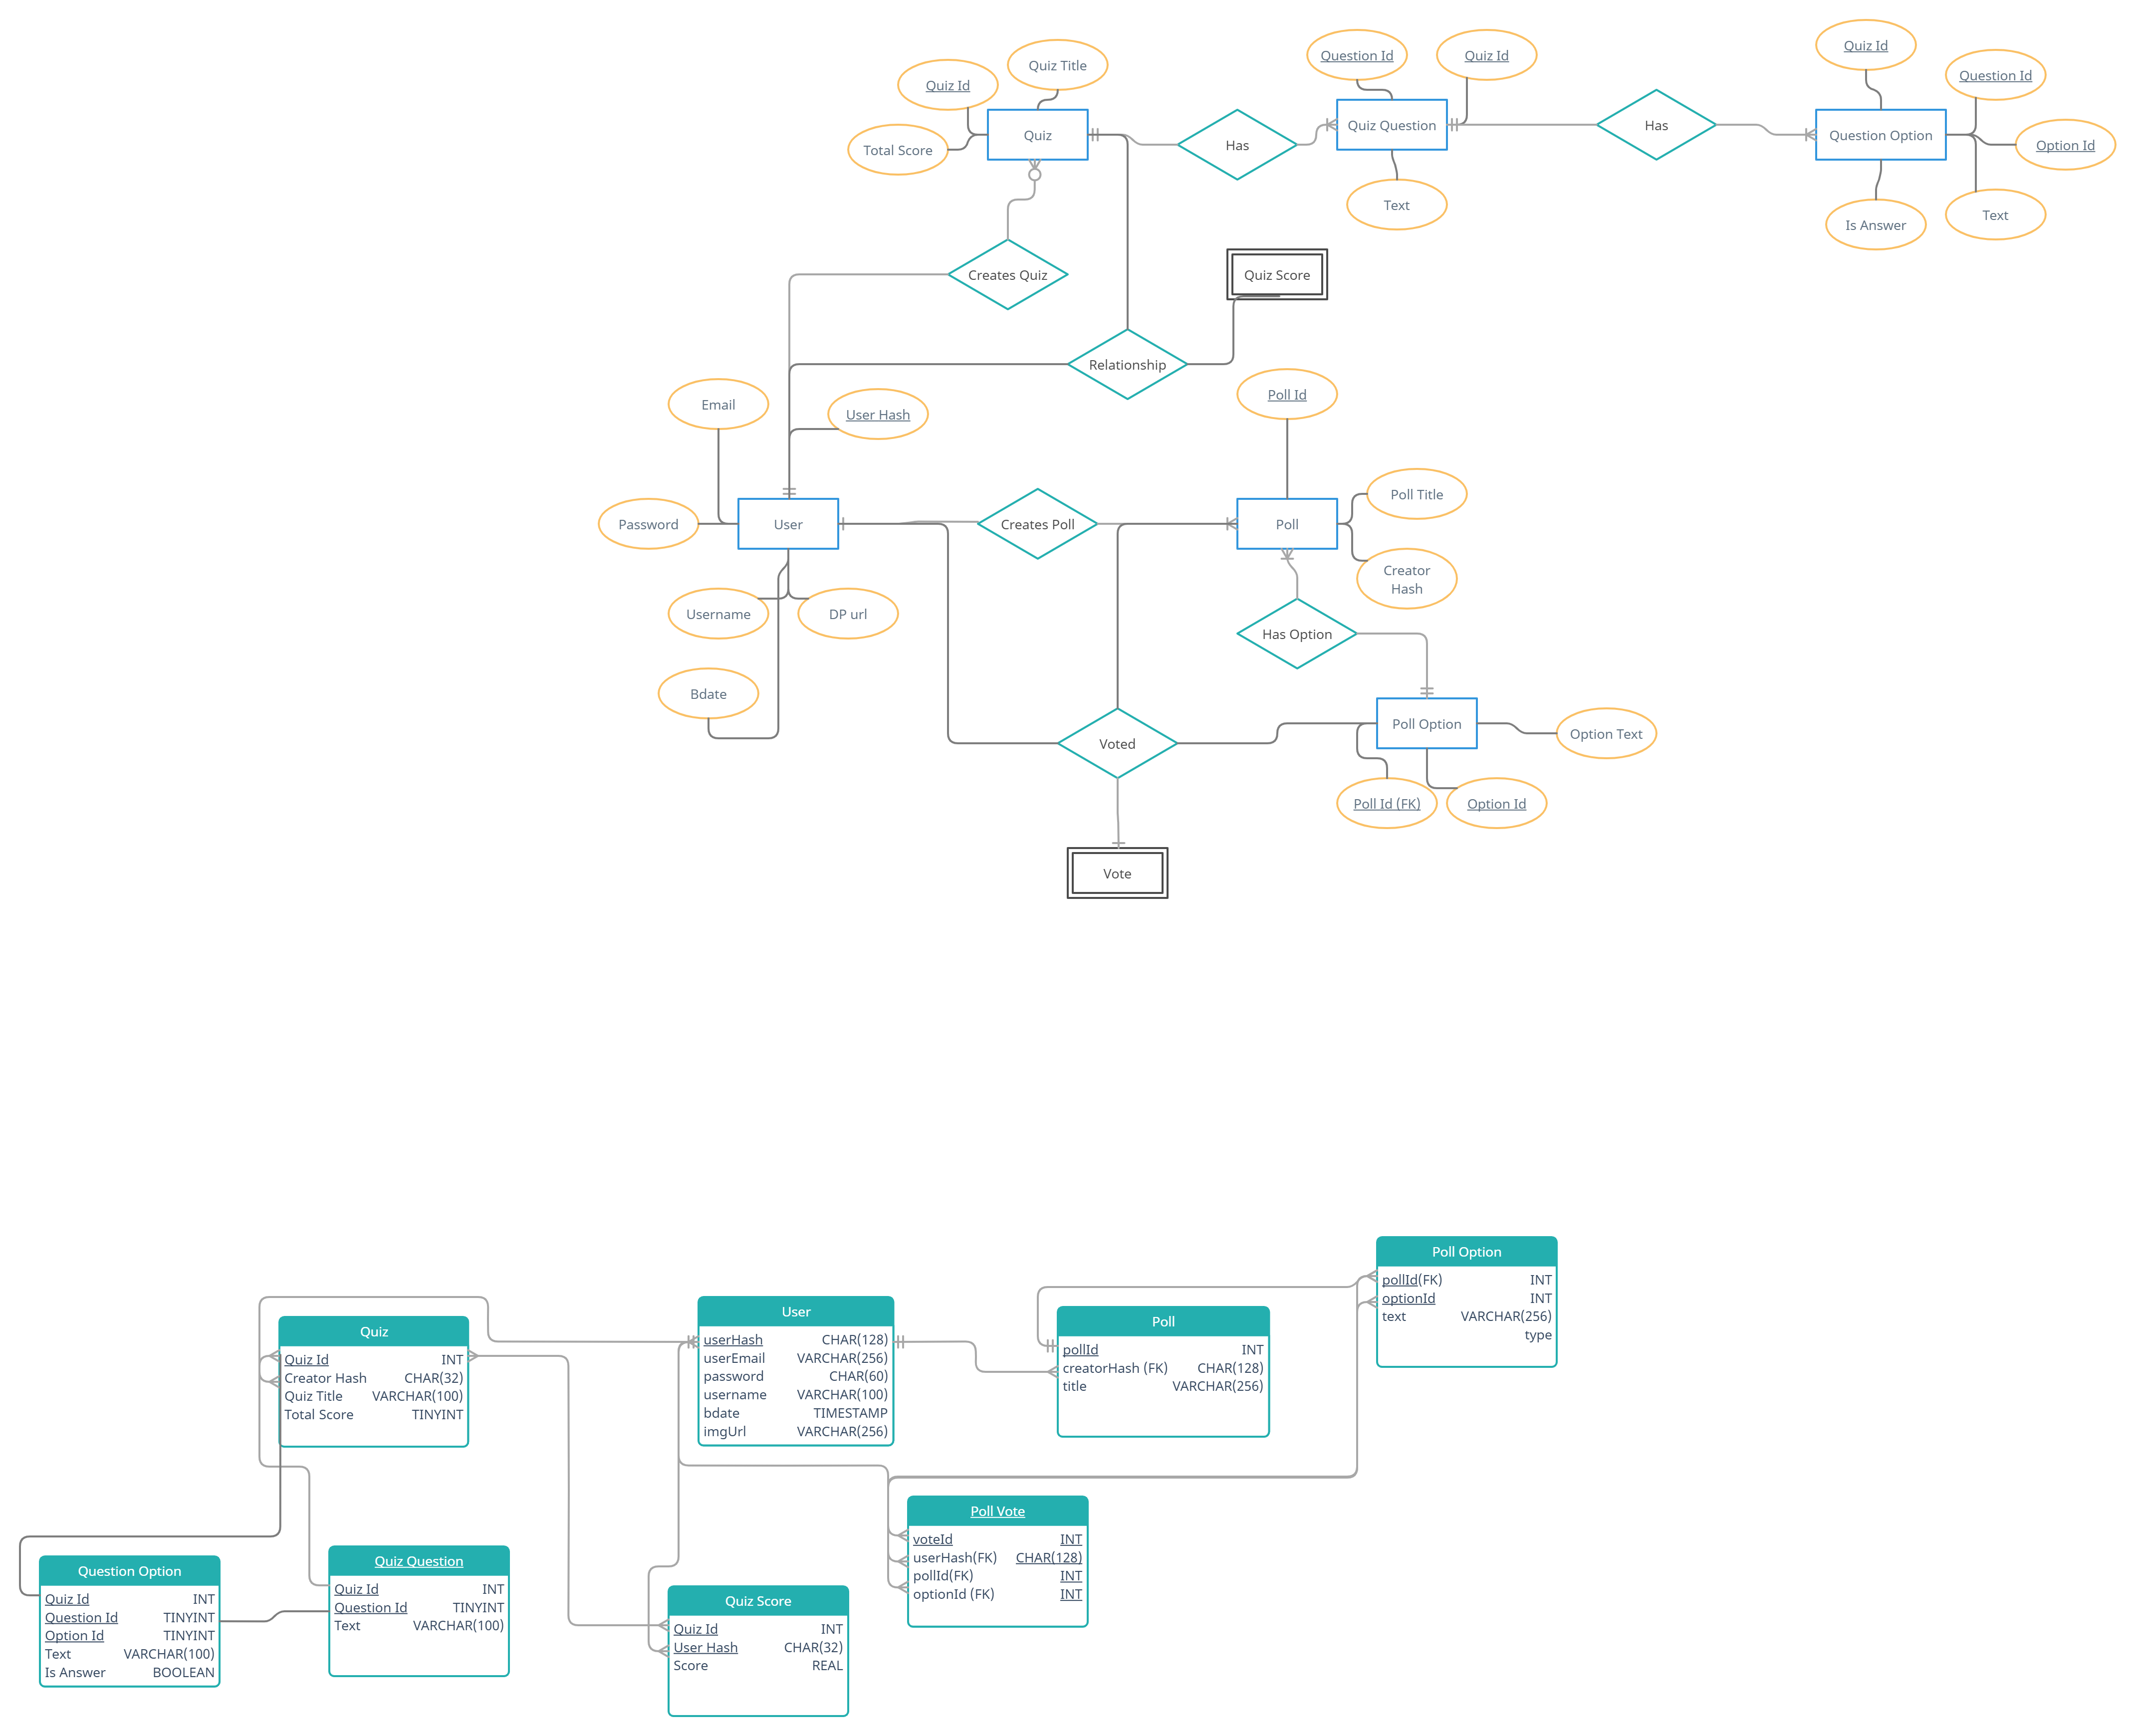 Quiz Id
Question Id
Quiz Id
Quiz Title
Quiz Id
Question Id
Quiz
Total Score
Has
Quiz Question
Has
Question Option
Option Id
Text
Is Answer
Text
Creates Quiz
Quiz Score
Relationship
Email
User Hash
Poll Id
Password
User
Creates Poll
Poll
Poll Title
Creator
Hash
Username
DP url
Has Option
Bdate
Voted
Poll Option
Option Text
Poll Id (FK)
Option Id
Vote
Poll Option
pollId(FK) INT
optionId INT
text VARCHAR(256)
type
User
userHash CHAR(128)
userEmail VARCHAR(256)
password CHAR(60)
username VARCHAR(100)
bdate TIMESTAMP
imgUrl VARCHAR(256)
Poll
pollId INT
creatorHash (FK) CHAR(128)
title VARCHAR(256)
Quiz
Quiz Id INT
Creator Hash CHAR(32)
Quiz Title VARCHAR(100)
Total Score TINYINT
Poll Vote
voteId INT
userHash(FK) CHAR(128)
pollId(FK) INT
optionId (FK) INT
Question Option
Quiz Id INT
Question Id TINYINT
Option Id TINYINT
Text VARCHAR(100)
Is Answer BOOLEAN
Quiz Question
Quiz Id INT
Question Id TINYINT
Text VARCHAR(100)
Quiz Score
Quiz Id INT
User Hash CHAR(32)
Score REAL